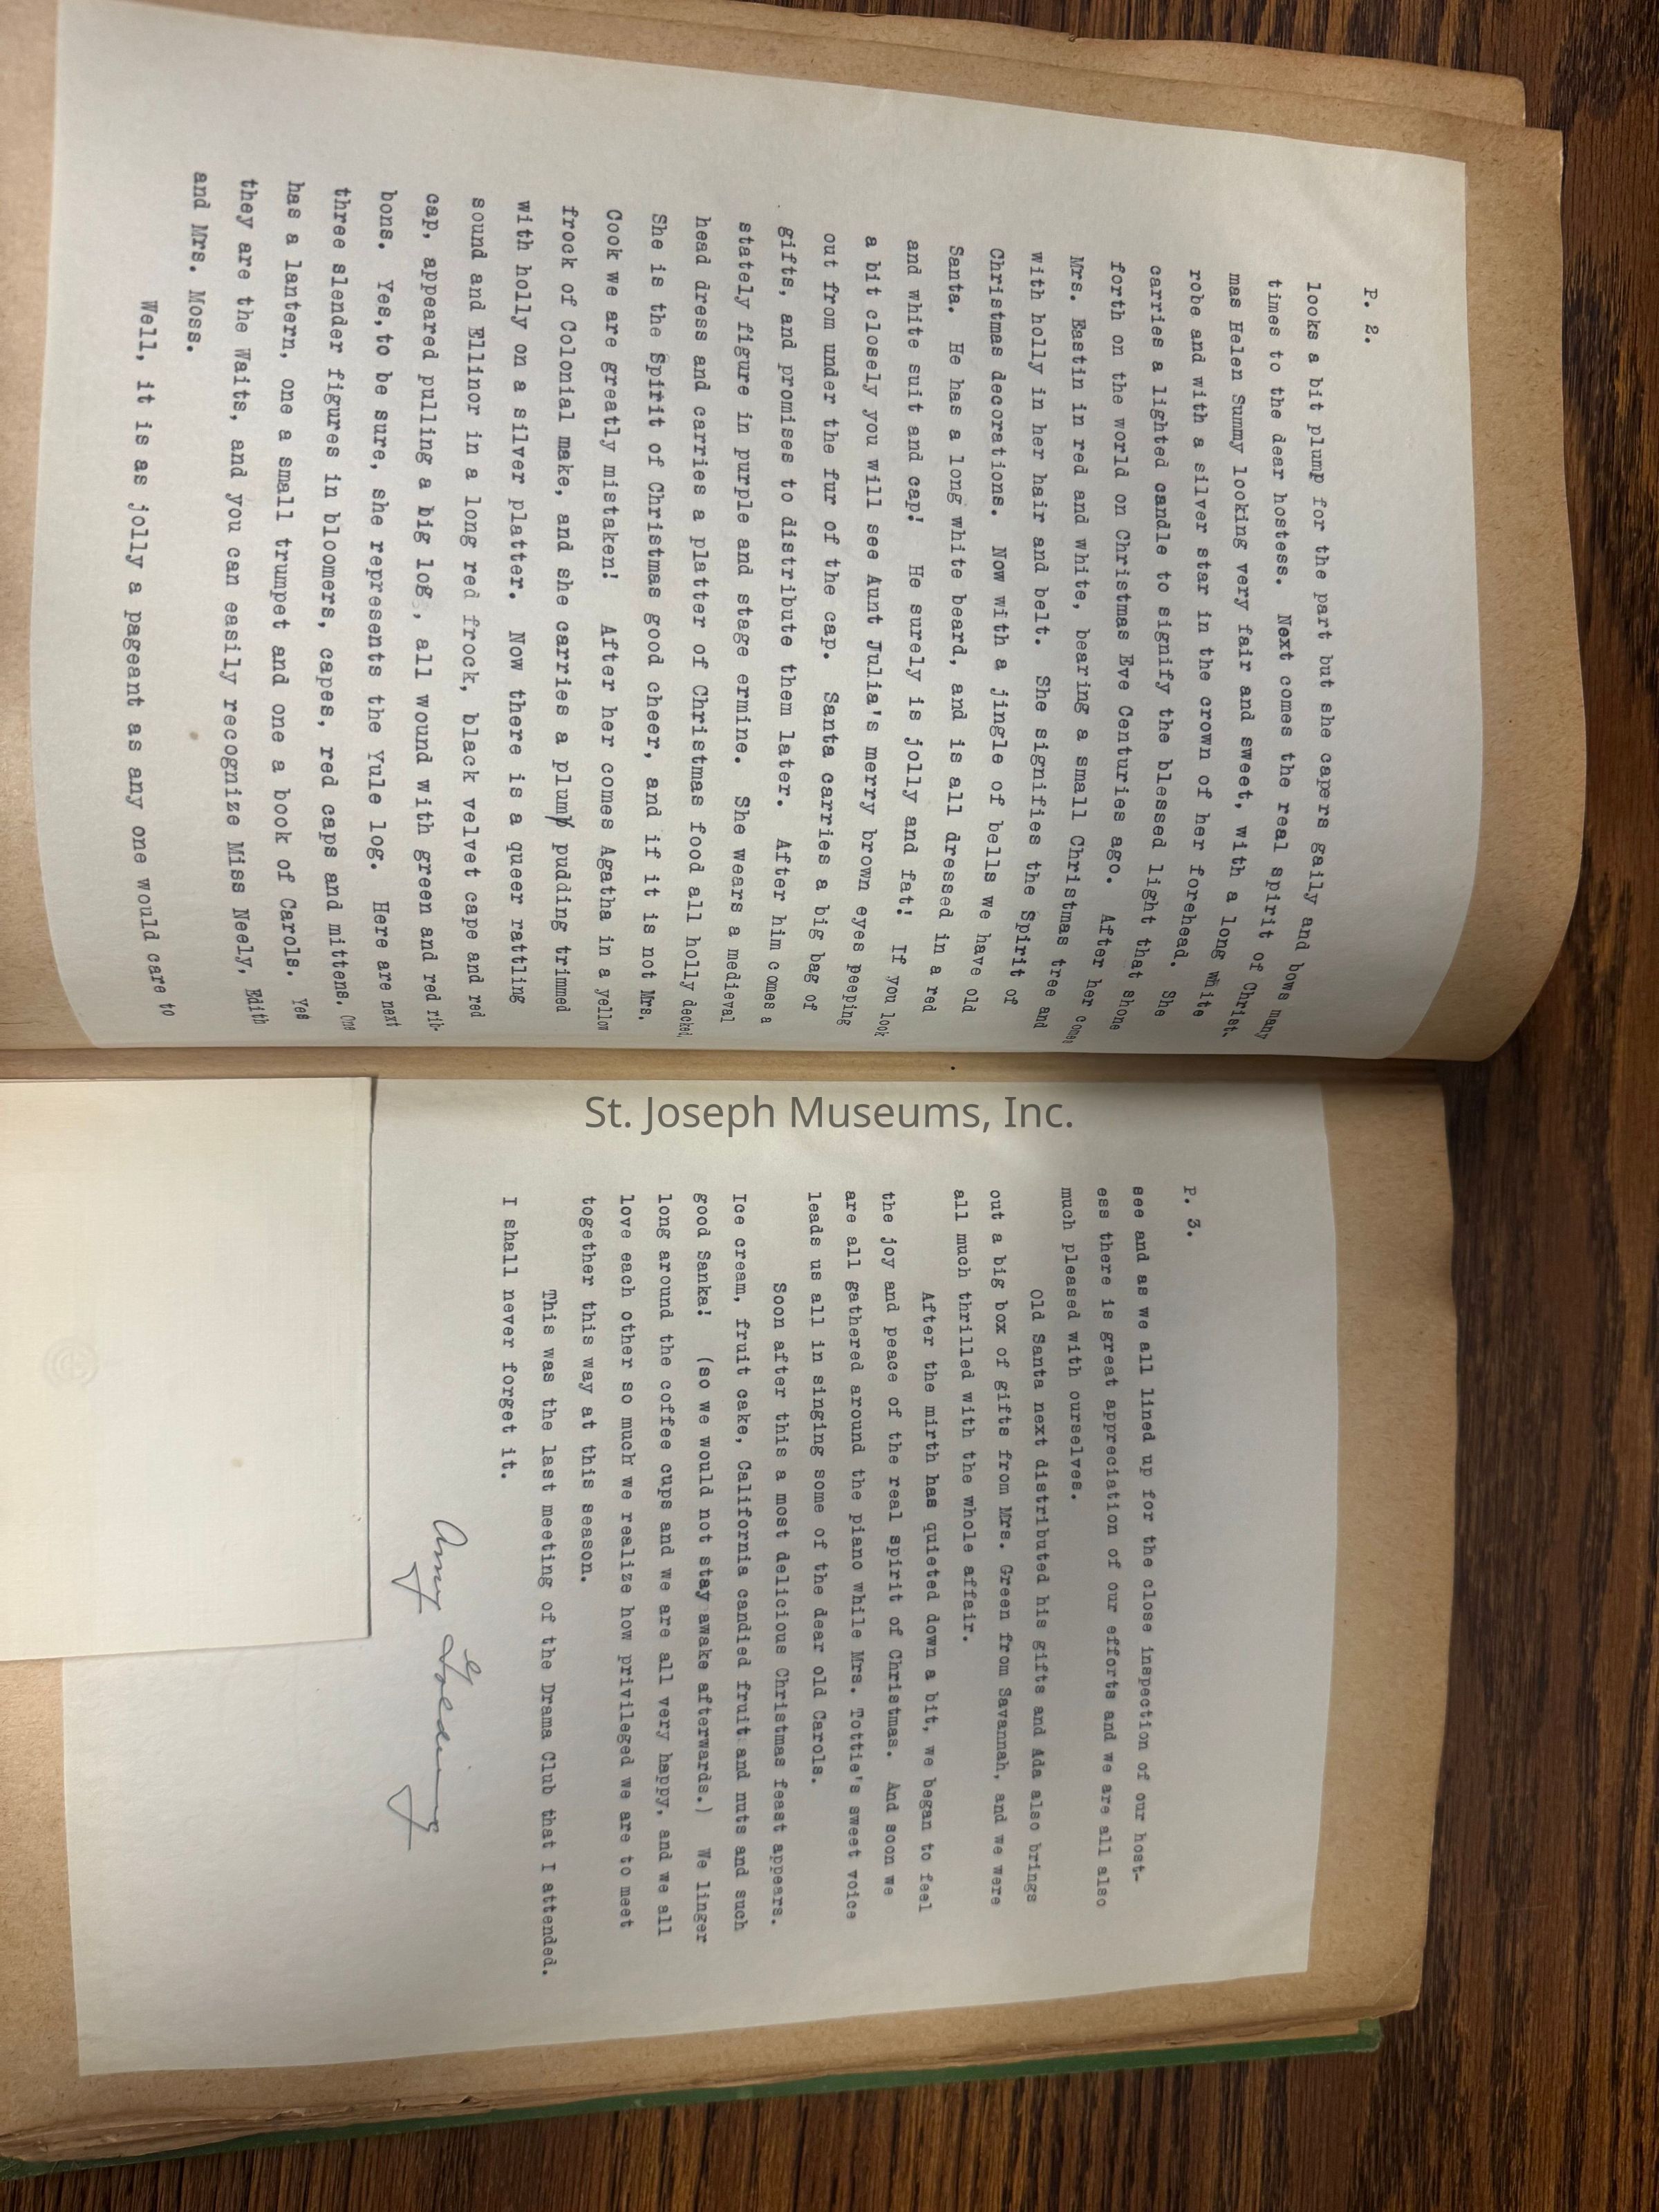 P. 2.
looks a bit plump for the part but she capers gaily and bows many
times to the dear hostess.  Next comes the real spirit of Christ-
mas Helen Summy looking very fair and sweet, with a long white
robe and with a silver star in the crown of her forehead.  She
carries a lighted candle to signify the blessed light that shone
forth on the world on Christmas Eve Centuries ago.  After her comes
Mrs. Eastin in red and white, bearing a small Christmas tree and
with holly in her hair and belt.  She signifies the Spirit of
Christmas decorations.  Now with a jingle of bells we have old
Santa.  He has a long white beard, and is all dressed in a red
and white suit and cap!  He surely is jolly and fat!  If you look
a bit closely you will see Aunt Julia's merry brown eyes peeping
out from under the fur of the cap.  Santa carries a big bag of
gifts, and promises to distribute them later.  After him comes a
stately figure in purple and stage ermine.  She wears a medieval
head dress and carries a platter of Christmas food all holly decked.
She is the Spirit of Christmas good cheer, and if it is not Mrs.
Cook we are greatly mistaken!  After her comes Agatha in a yellow
frock of Colonial make, and she carries a plump pudding trimmed
with holly on a silver platter.  Now there is a queer rattling
sound and Ellinor in a long red frock, black velvet cape and red
cap, appeared pulling a big log, all wound with green and red rib-
bons.  Yes,to be sure, she represents the Yule log.  Here are next
three slender figures in bloomers, capes, red caps and mittens. One
has a lantern, one a small trumpet and one a book of Carols.  Yes
they are the Waits, and you can easily recognize Miss Neely, Edith
and Mrs. Moss.
Well, it is as jolly a pageant as any one would care to
P. 3.
see and as we all lined up for the close inspection of our host-
ess there is great appreciation of our efforts and we are all also
much pleased with ourselves.
Old Santa next distributed his gifts and Ada also brings
out a big box of gifts from Mrs. Green from Savannah, and we were
all much thrilled with the whole affair.
After the mirth has quieted down a bit, we began to feel
the joy and peace of the real spirit of Christmas.  And soon we
are all gathered around the piano while Mrs. Tottie's sweet voice
leads us all in singing some of the dear old Carols.
Soon after this a most delicious Christmas feast appears.
Ice cream, fruit cake, California candied fruit and nuts and such
good Sanka!  (so we would not stay awake afterwards.)  We linger
long around the coffee cups and we are all very happy, and we all
love each other so much we realize how privileged we are to meet
together this way at this season.
This was the last meeting of the Drama Club that I attended.
I shall never forget it.
Amy Golding
St. Joseph Museums, Inc.